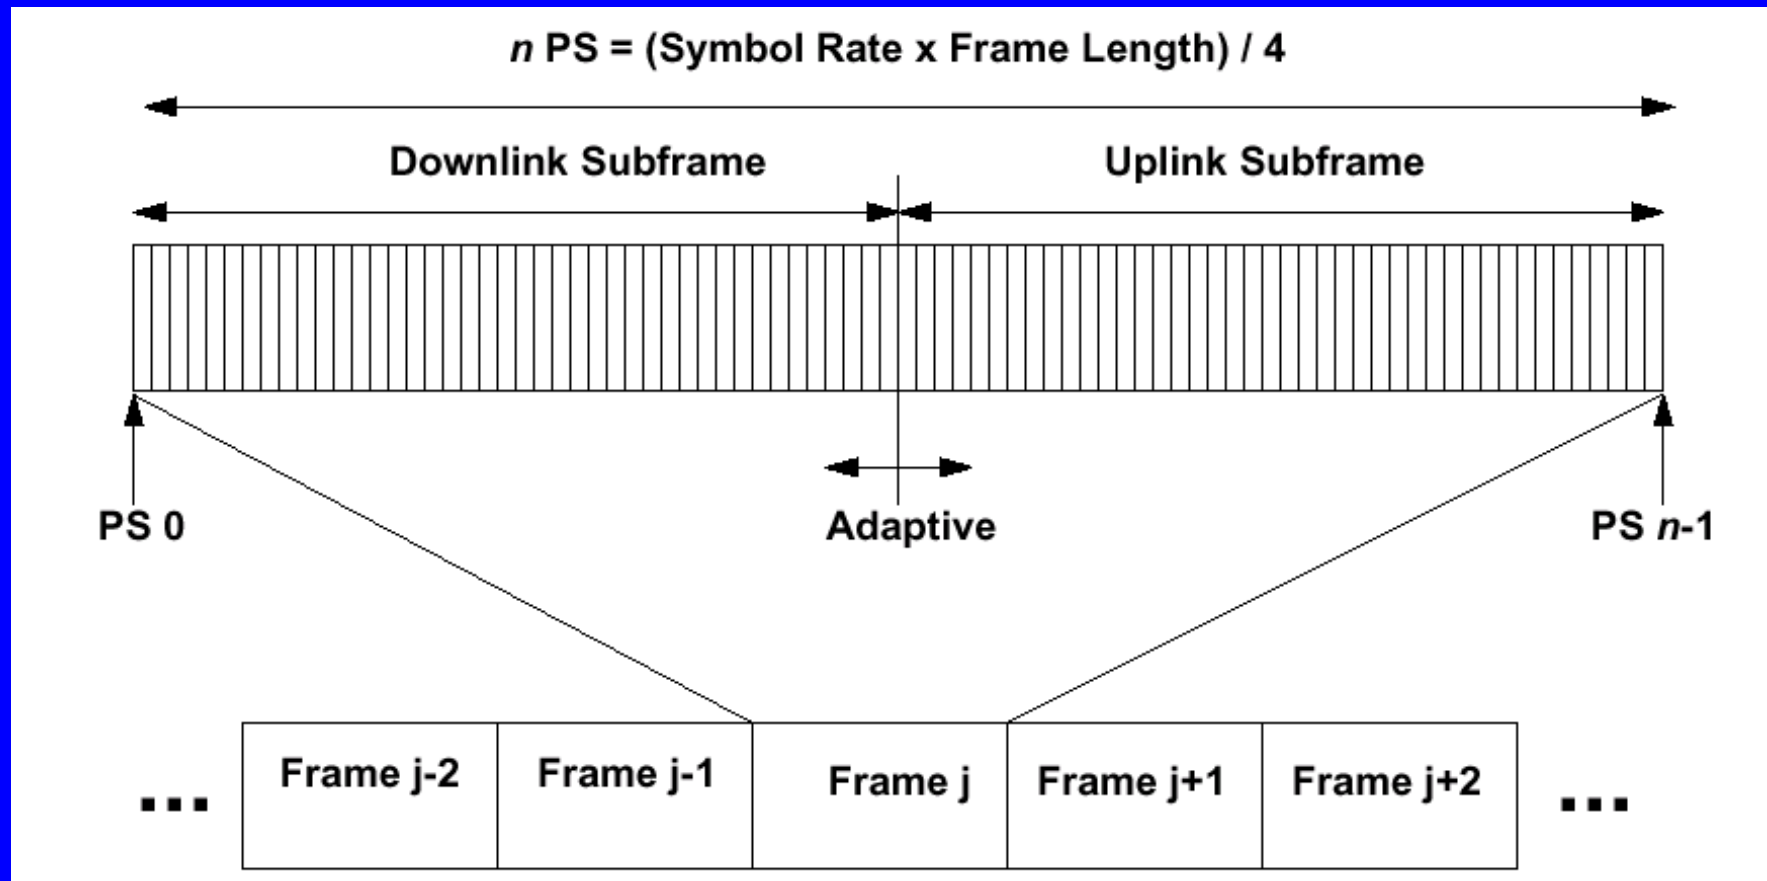 n PS = (Symbol Rate x Frame Length) / 4
Downlink Subframe Uplink Subframe
PS 0 Adaptive PS n-1
... Frame j-2 Frame j-1 Frame j Frame j+1 Frame j+2 ...